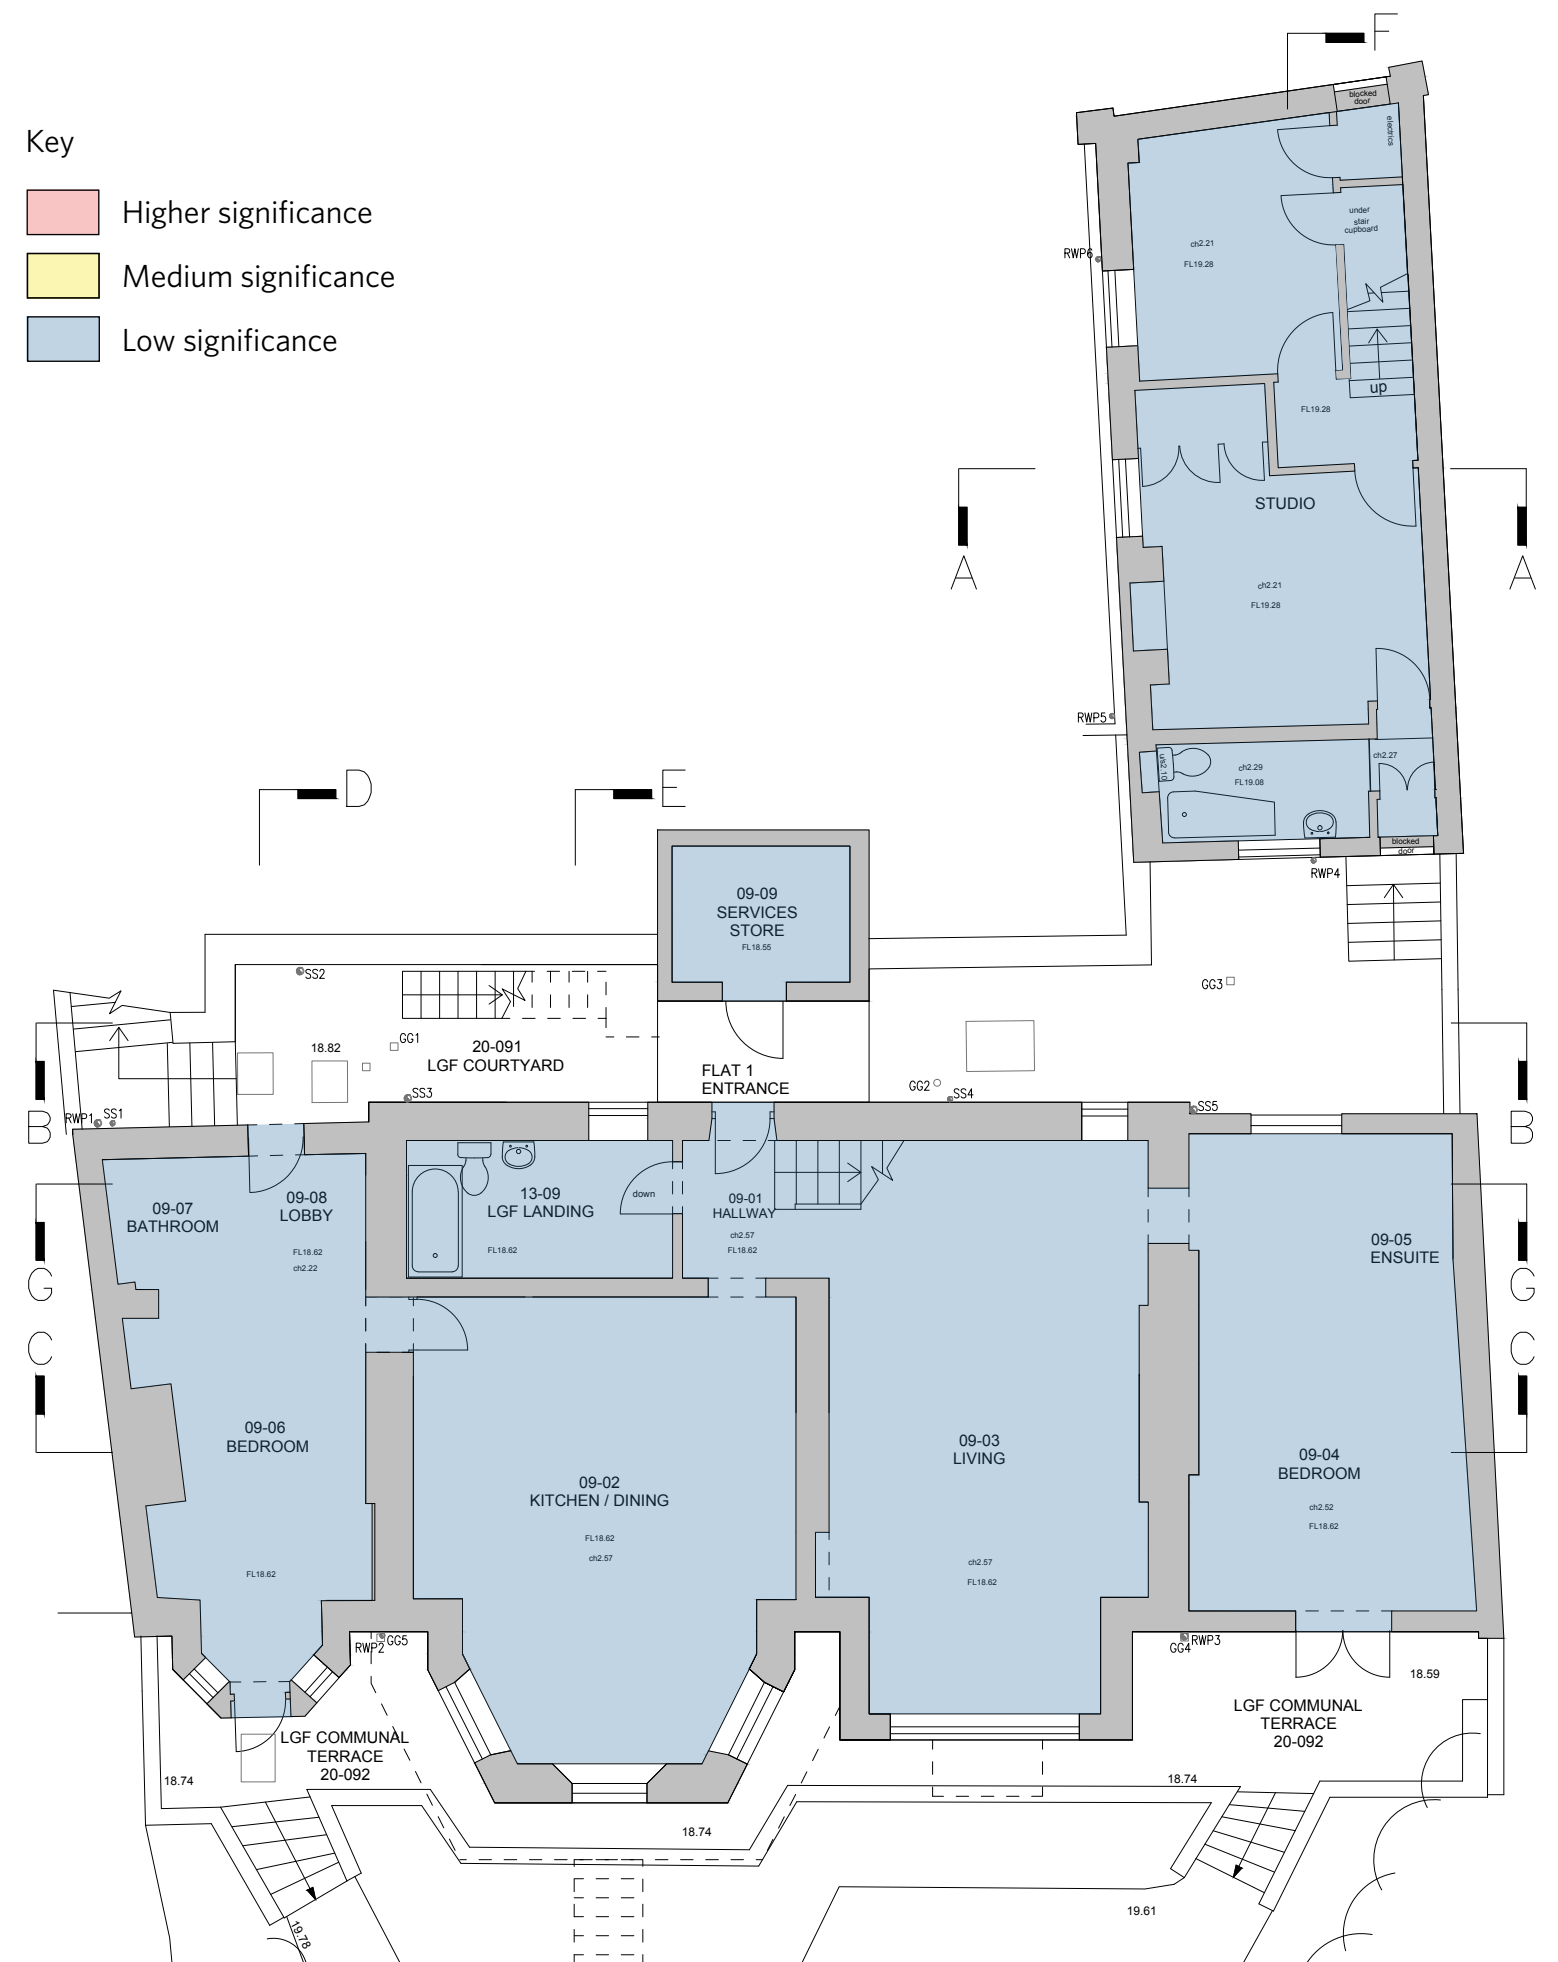 F
Key
Higher significance
Medium significance
Low significance
blocked
door
electrics
under
stair
cupboard
ch2.21
FL19.28
RWP6
up
FL19.28
STUDIO
A
A
ch2.21
FL19.28
RWP5
ch2.27
u/s2.10
ch2.29
FL19.08
blocked
door
RWP4
D
E
09-09
SERVICES
STORE
FL18.55
SS2
GG3
GG1
18.82
20-091
LGF COURTYARD
FLAT 1
ENTRANCE
GG2
SS4
SS3
SS5
RWP1
SS1
B
B
09-07
BATHROOM
09-08
LOBBY
FL18.62
ch2.22
13-09
LGF LANDING
FL18.62
down
09-01
HALLWAY
ch2.57
FL18.62
09-05
ENSUITE
G
G
C
C
09-06
BEDROOM
FL18.62
09-02
KITCHEN / DINING
FL18.62
ch2.57
09-03
LIVING
ch2.57
FL18.62
09-04
BEDROOM
ch2.52
FL18.62
RWP2
GG5
GG4
RWP3
18.59
LGF COMMUNAL
TERRACE
20-092
LGF COMMUNAL
TERRACE
20-092
18.74
18.74
18.74
19.78
19.61